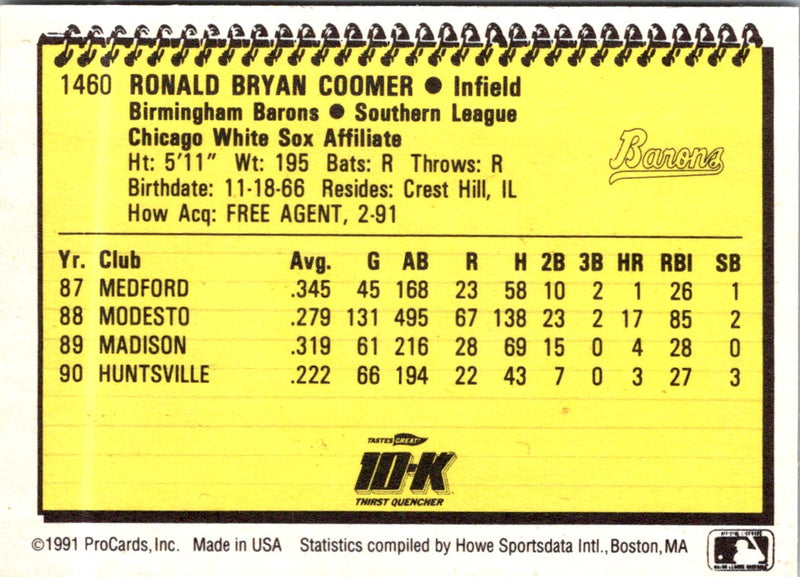 1460 RONALD BRYAN COOMER ● Infield
Birmingham Barons ● Southern League
Chicago White Sox Affiliate
Ht: 5'11" Wt: 195 Bats: R Throws: R
Birthdate: 11-18-66 Resides: Crest Hill, IL
How Acq: FREE AGENT, 2-91
Barons
Yr. Club Avg. G AB R H 2B 3B HR RBI SB
87 MEDFORD .345 45 168 23 58 10 2 1 26 1
88 MODESTO .279 131 495 67 138 23 2 17 85 2
89 MADISON .319 61 216 28 69 15 0 4 28 0
90 HUNTSVILLE .222 66 194 22 43 7 0 3 27 3
TASTES GREAT!
10-K
THIRST QUENCHER
©1991 ProCards, Inc. Made in USA Statistics compiled by Howe Sportsdata Intl., Boston, MA